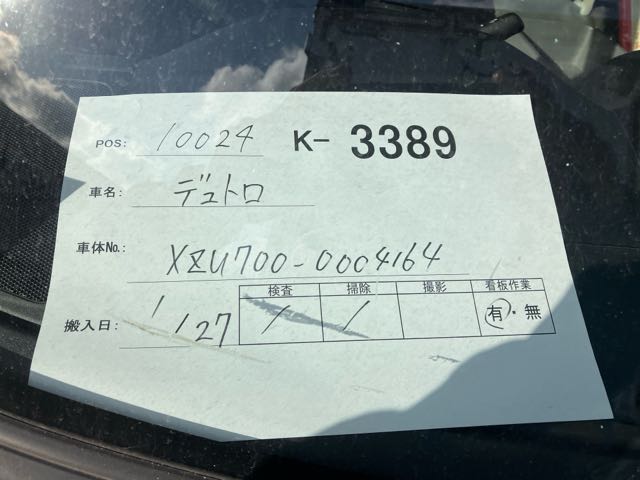 POS: 10024 K- 3389
車名: デュトロ
車体No.: XZU700-0004164
搬入日: 1/27
検査 掃除 撮影 看板作業
/ / 有・無